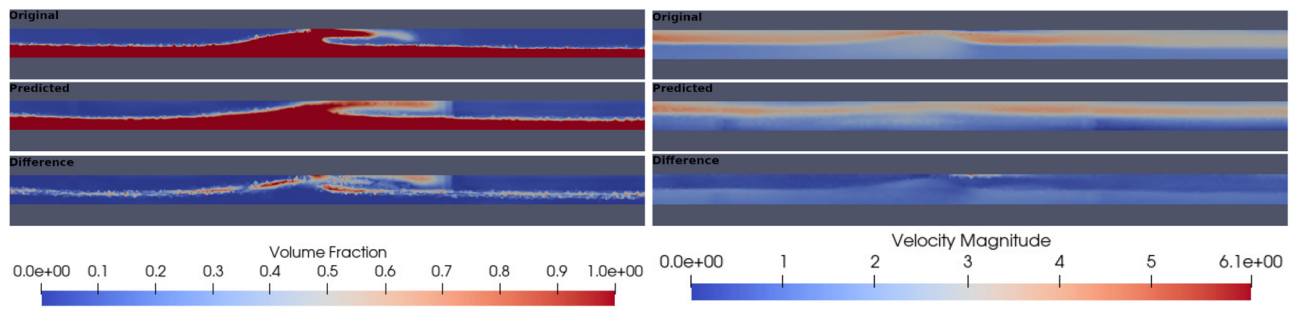 Original
Predicted
Difference
Volume Fraction
0.0e+00 0.1 0.2 0.3 0.4 0.5 0.6 0.7 0.8 0.9 1.0e+00
Original
Predicted
Difference
Velocity Magnitude
0.0e+00 1 2 3 4 5 6.1e+00